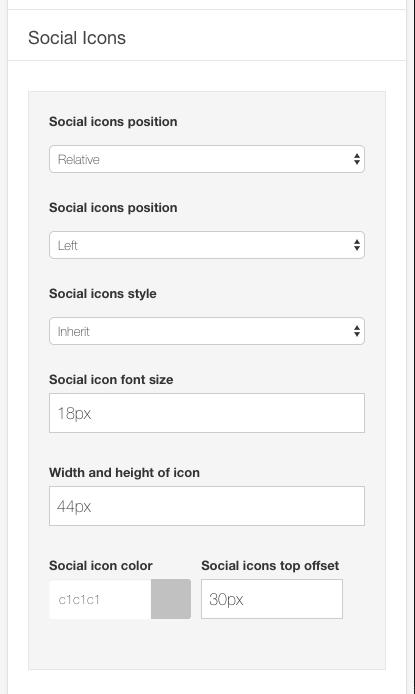 Social Icons
Social icons position
Relative
Social icons position
Left
Social icons style
Inherit
Social icon font size
18px
Width and height of icon
44px
Social icon color
Social icons top offset
c1c1c1
30px